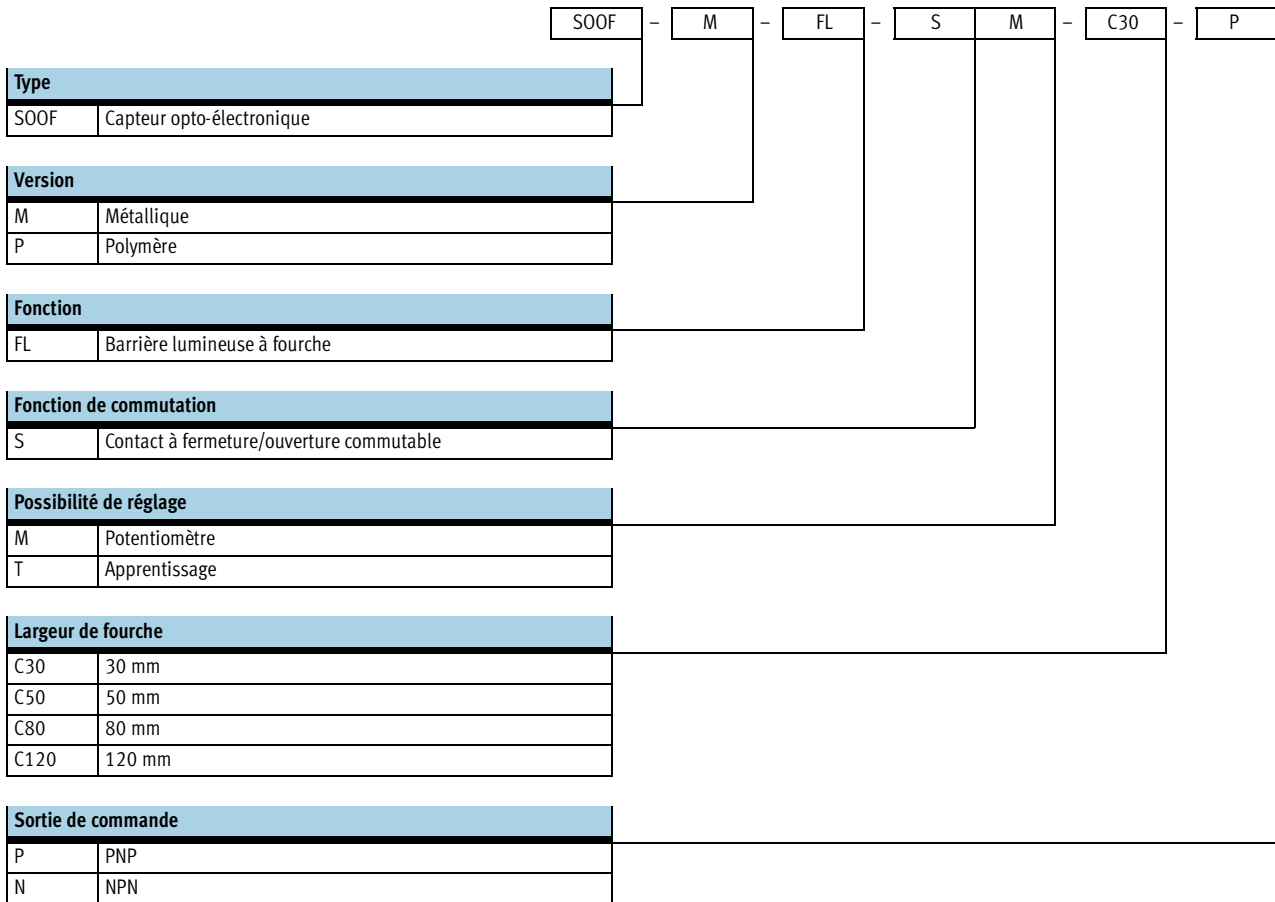 SOOF – M – FL – S M – C30 – P
Type
SOOF Capteur opto-électronique
Version
M Métallique
P Polymère
Fonction
FL Barrière lumineuse à fourche
Fonction de commutation
S Contact à fermeture/ouverture commutable
Possibilité de réglage
M Potentiomètre
T Apprentissage
Largeur de fourche
C30 30 mm
C50 50 mm
C80 80 mm
C120 120 mm
Sortie de commande
P PNP
N NPN